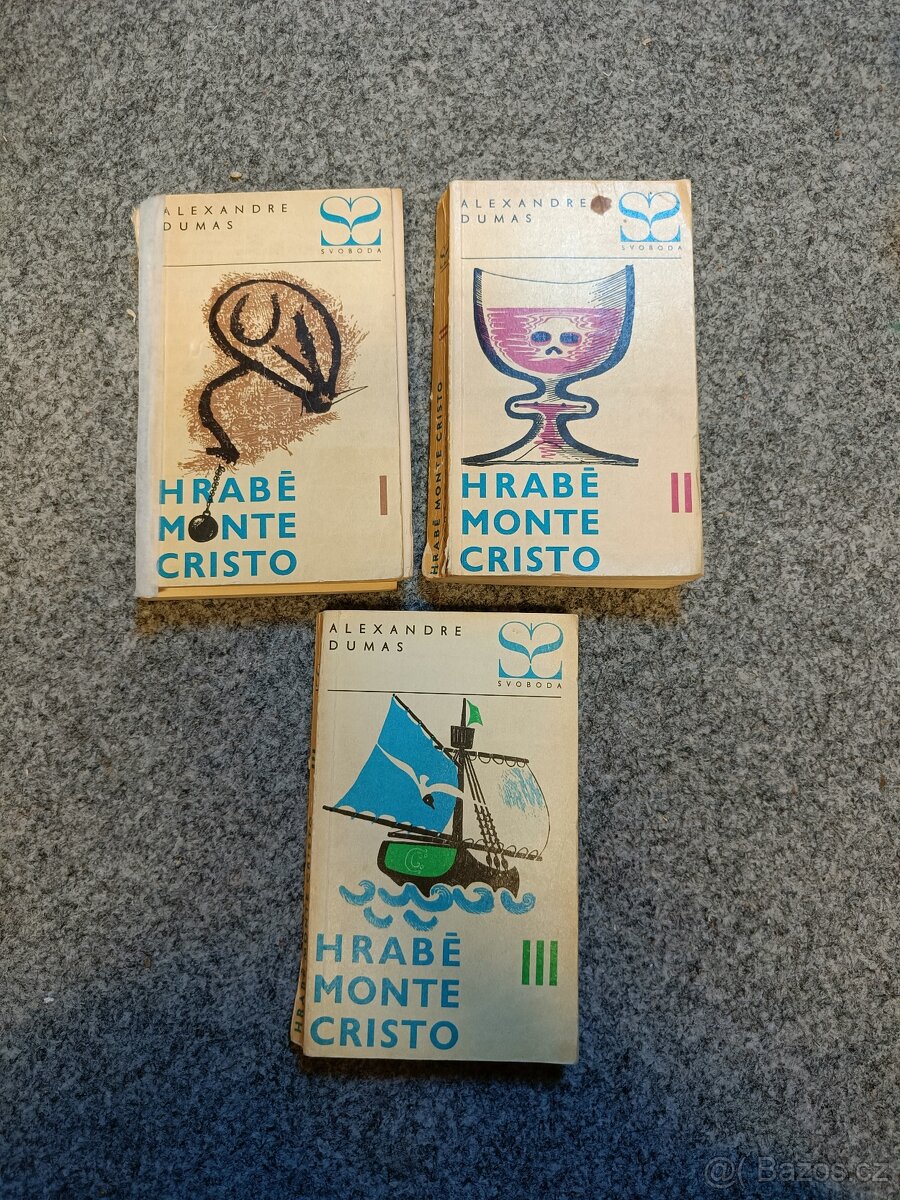 ALEXANDRE
DUMAS
SVOBODA
HRABĚ
MONTE
CRISTO
I
ALEXANDRE
DUMAS
SVOBODA
HRABĚ MONTE CRISTO
HRABĚ
MONTE
CRISTO
II
ALEXANDRE
DUMAS
SVOBODA
HRABĒ
MONTE
CRISTO
III
@( Bazos.cz